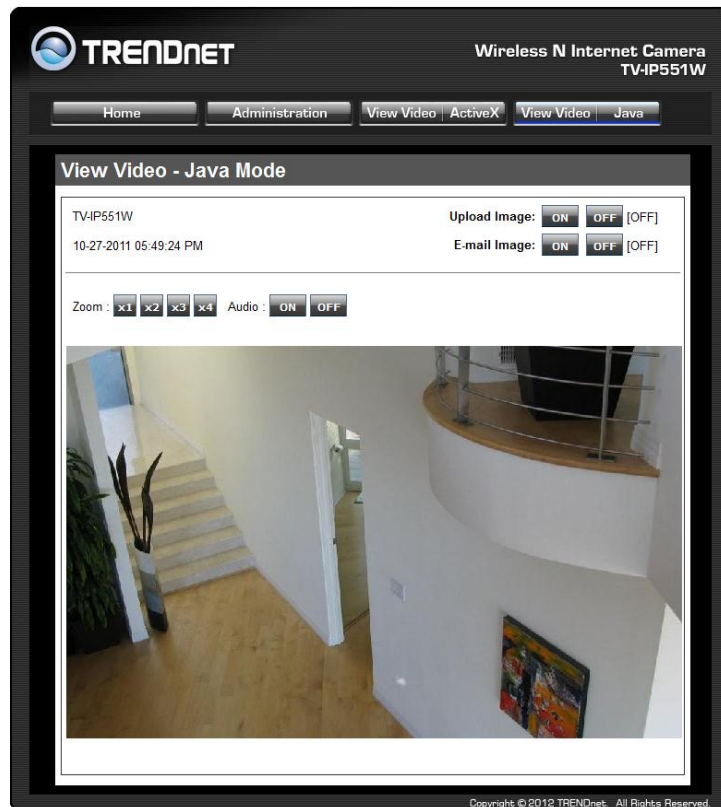 TRENDNET
Wireless N Internet Camera
TV-IP551W
Home Administration View Video ActiveX View Video Java
View Video - Java Mode
TV-IP551W
Upload Image: ON OFF [OFF]
10-27-2011 05:49:24 PM
E-mail Image: ON OFF [OFF]
Zoom : x1 x2 x3 x4 Audio : ON OFF
Copyright © 2012 TRENDnet. All Rights Reserved.